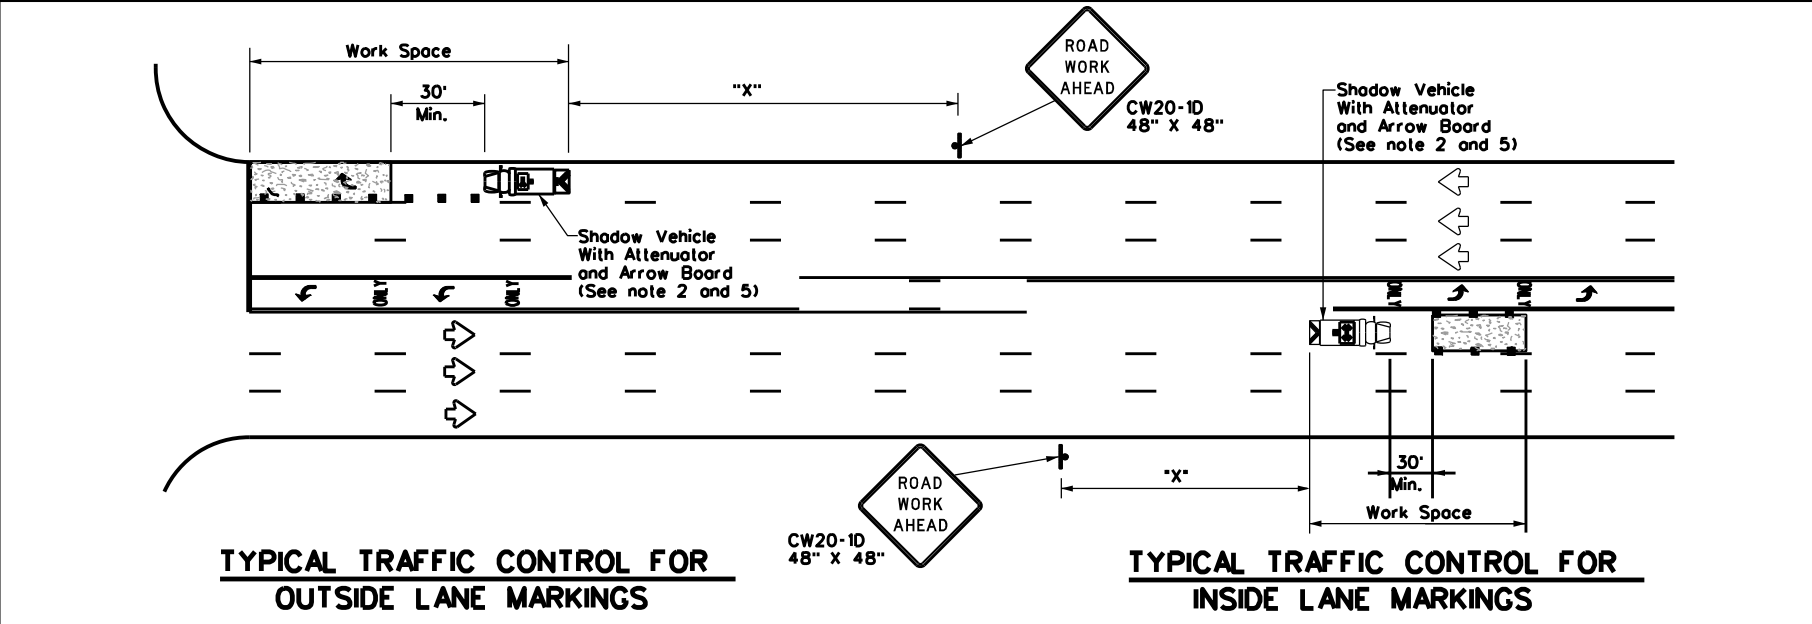 Work Space
30'
Min.
"X"
ROAD
WORK
AHEAD
CW20-1D
48" X 48"
Shadow Vehicle
With Attenuator
and Arrow Board
(See note 2 and 5)
Shadow Vehicle
With Attenuator
and Arrow Board
(See note 2 and 5)
ONLY
ONLY
ONLY
ONLY
ROAD
WORK
AHEAD
CW20-1D
48" X 48"
"X"
30'
Min.
Work Space
TYPICAL TRAFFIC CONTROL FOR
OUTSIDE LANE MARKINGS
TYPICAL TRAFFIC CONTROL FOR
INSIDE LANE MARKINGS